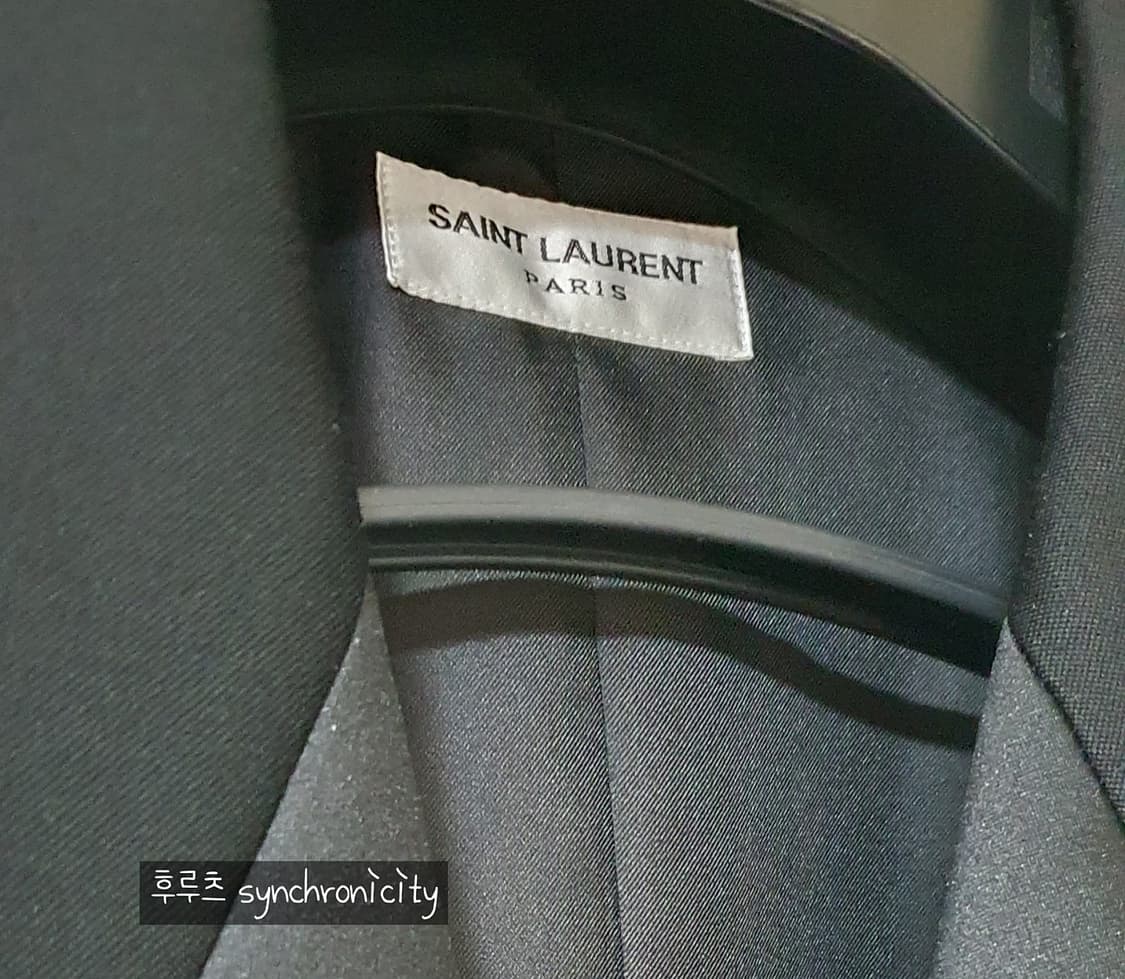 SAINT LAURENT
PARIS
후루츠 synchronicity